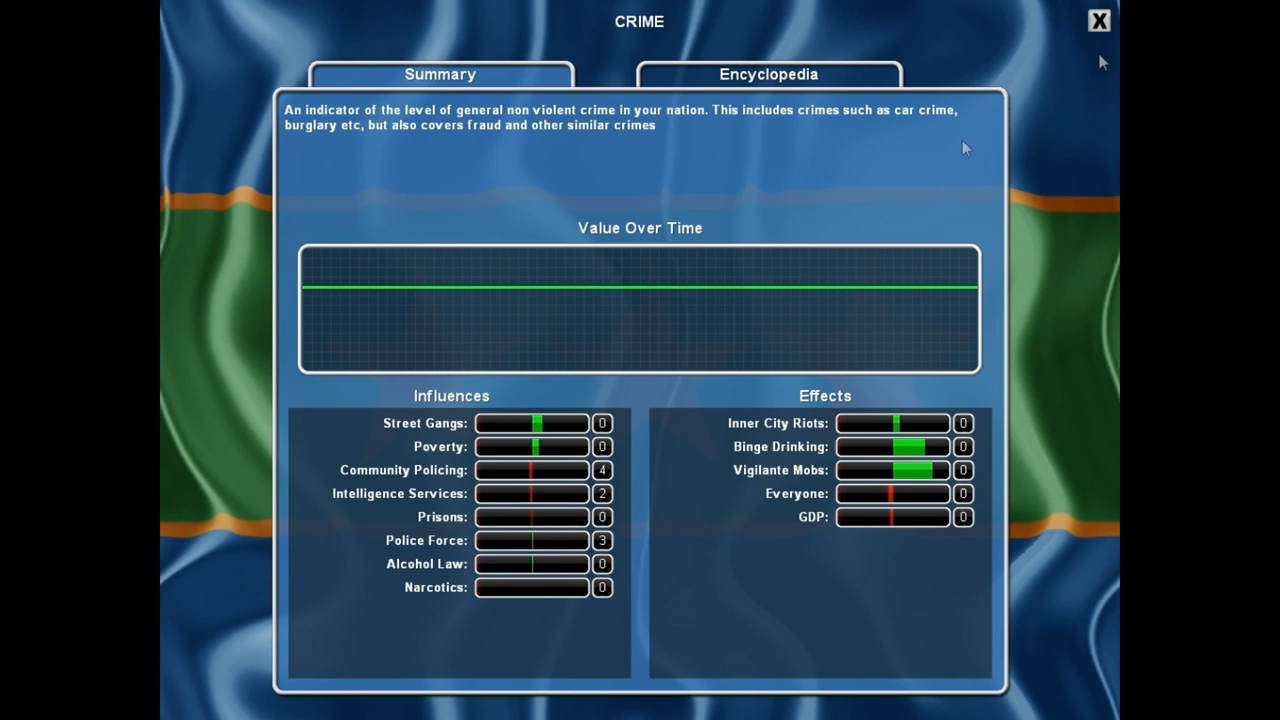 CRIME
X
Summary
Encyclopedia
An indicator of the level of general non violent crime in your nation. This includes crimes such as car crime,
burglary etc, but also covers fraud and other similar crimes
Value Over Time
Influences
Street Gangs: 0
Poverty: 0
Community Policing: 4
Intelligence Services: 2
Prisons: 0
Police Force: 3
Alcohol Law: 0
Narcotics: 0
Effects
Inner City Riots: 0
Binge Drinking: 0
Vigilante Mobs: 0
Everyone: 0
GDP: 0